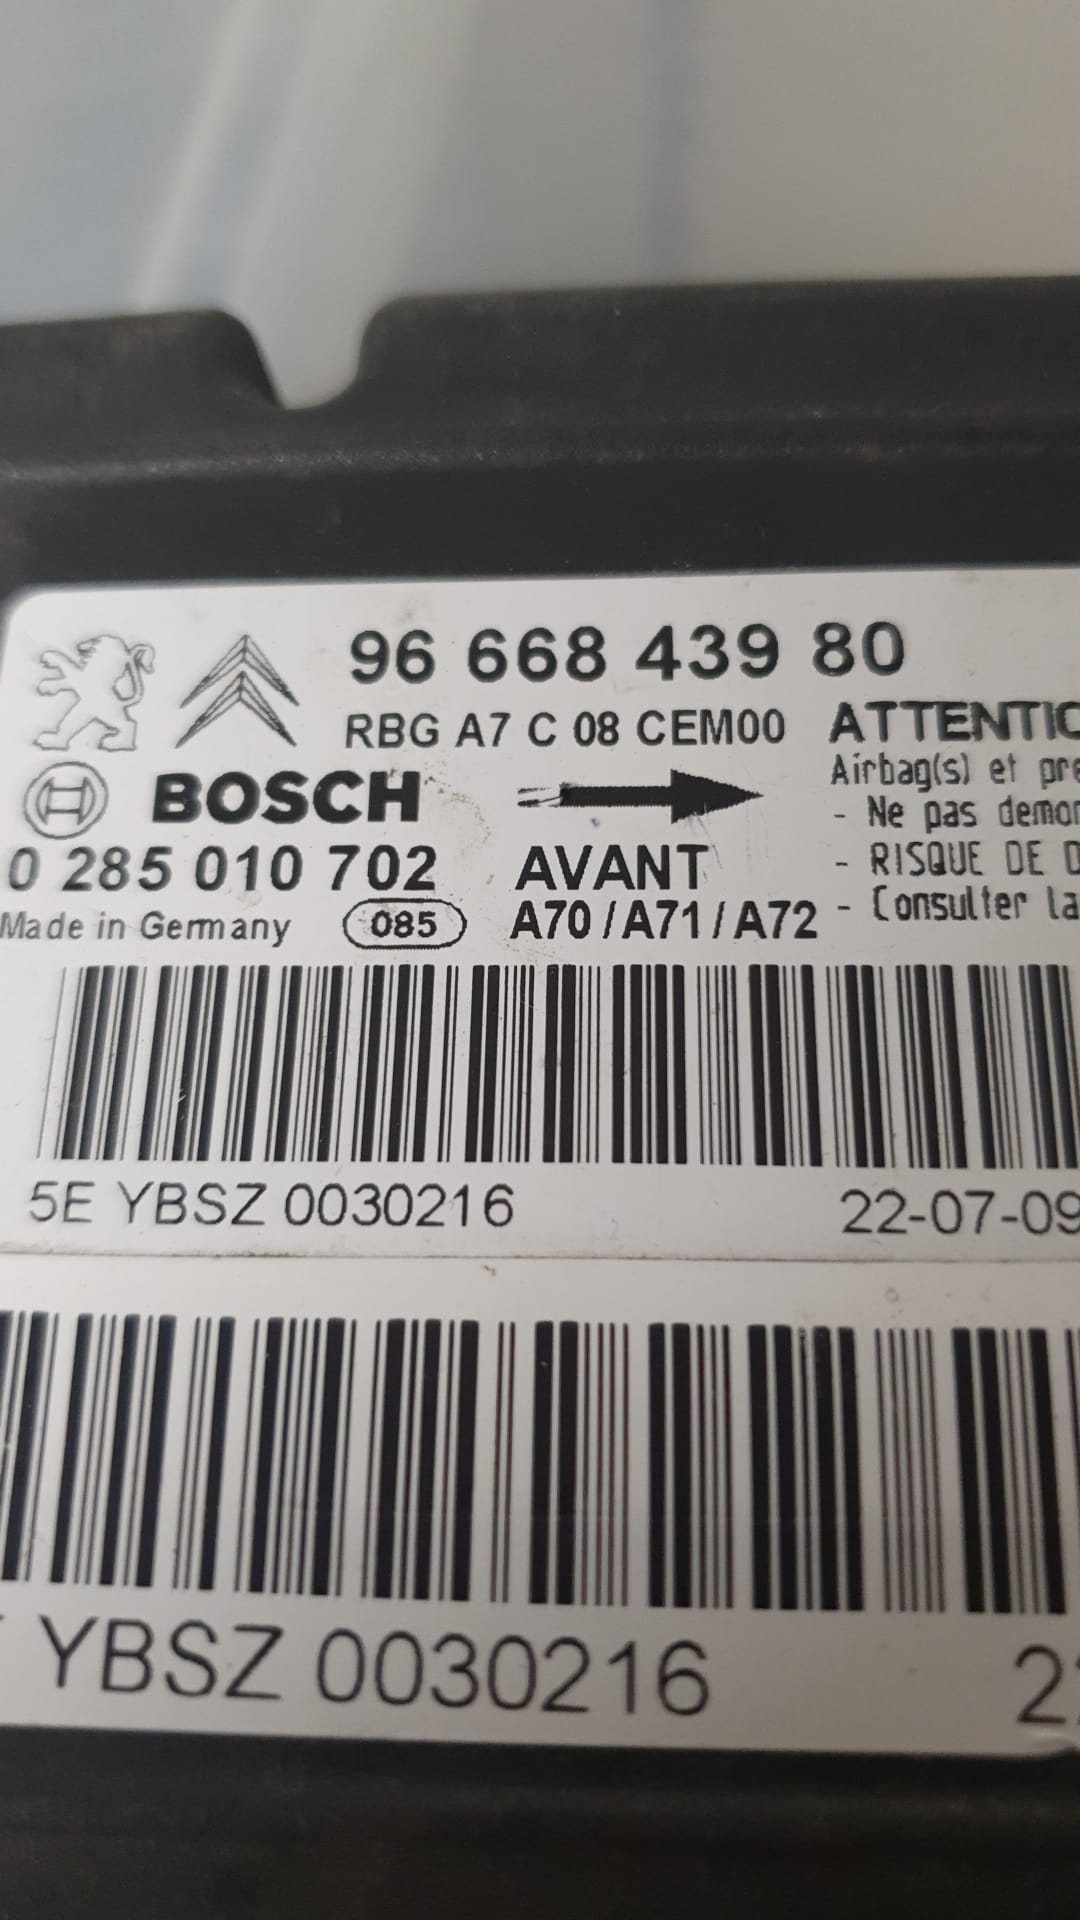 96 668 439 80
RBG A7 C 08 CEM00
BOSCH
0 285 010 702
Made in Germany 085
AVANT
A70/A71/A72
ATTENTIO
Airbag(s) et pre
- Ne pas demon
- RISQUE DE D
- Consulter la
5E YBSZ 0030216 22-07-09
YBSZ 0030216 22